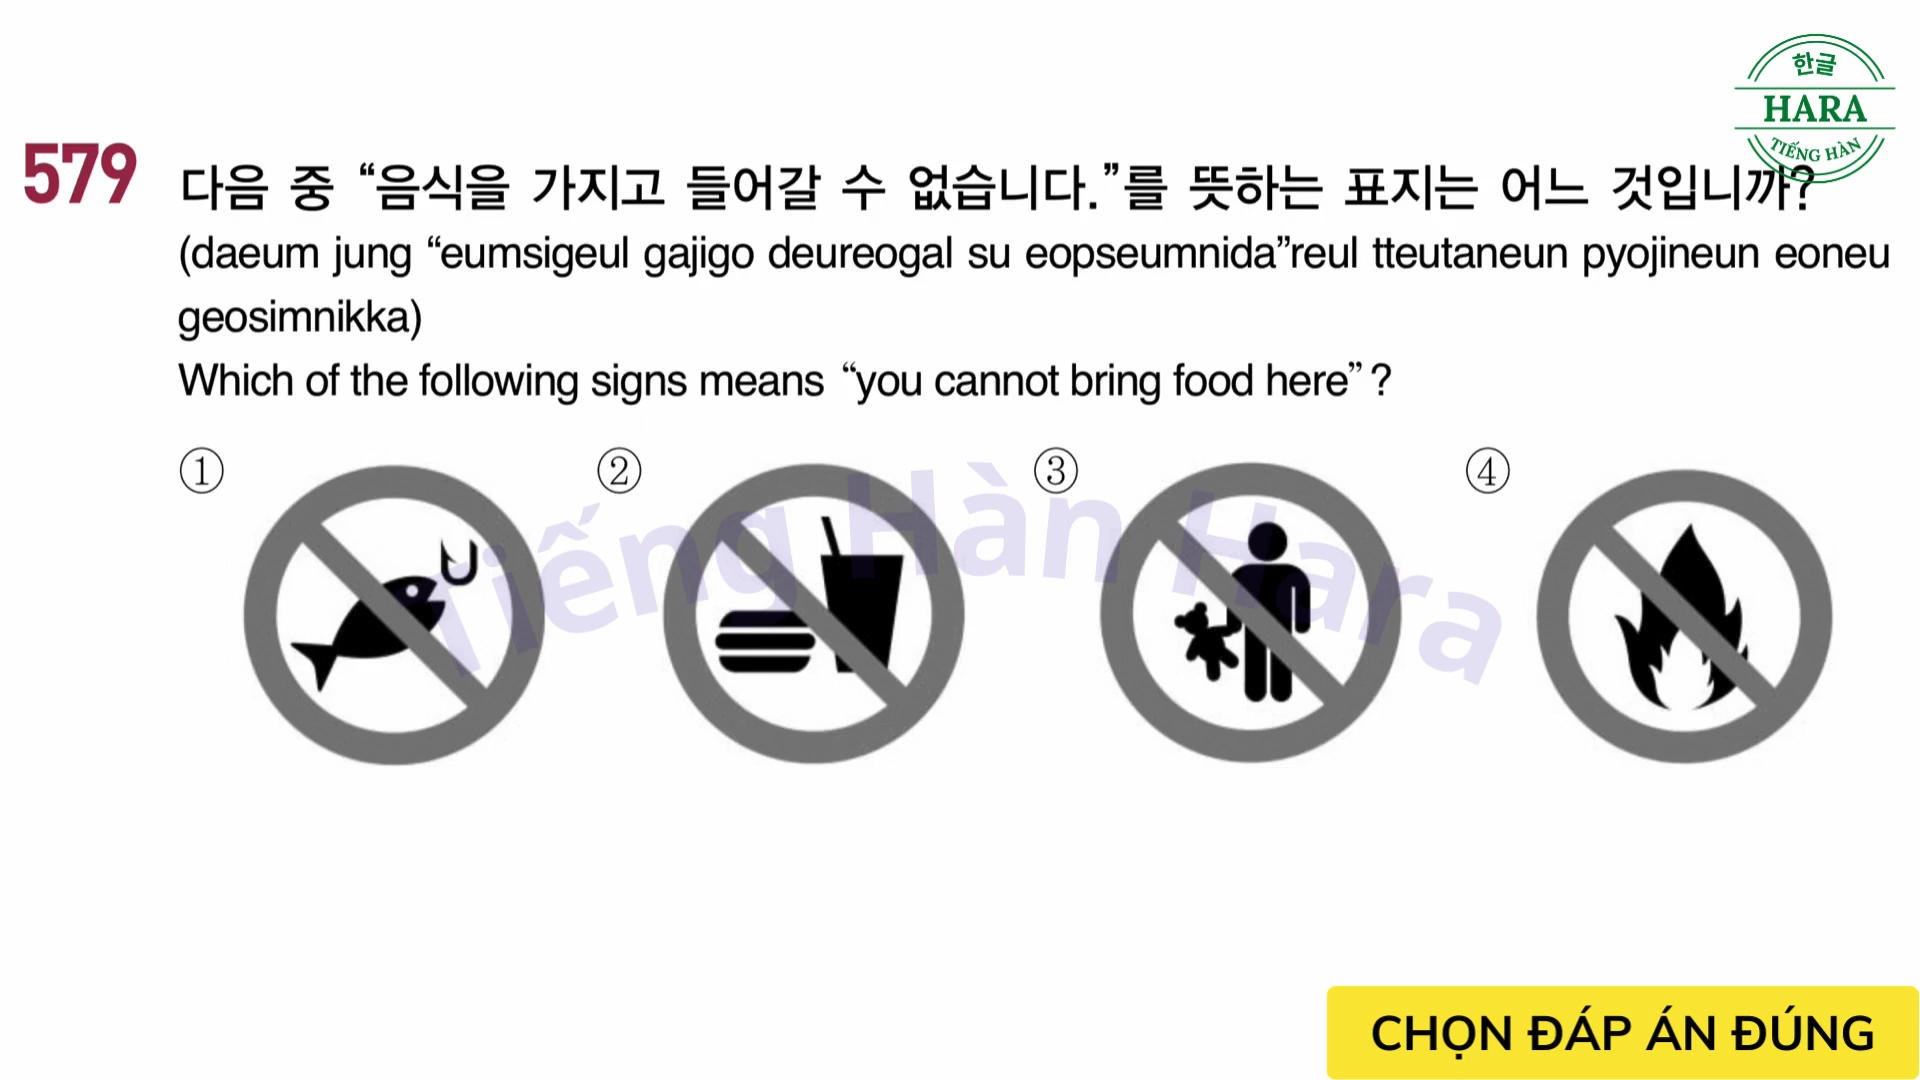 한글
HARA
TIẾNG HÀN
579
다음 중 “음식을 가지고 들어갈 수 없습니다.”를 뜻하는 표지는 어느 것입니까?
(daeum jung “eumsigeul gajigo deureogal su eopseumnida”reul tteutaneun pyojineun eoneu
geosimnikka)
Which of the following signs means “you cannot bring food here”?
① ② ③ ④
Tiếng Hàn Hara
CHỌN ĐÁP ÁN ĐÚNG